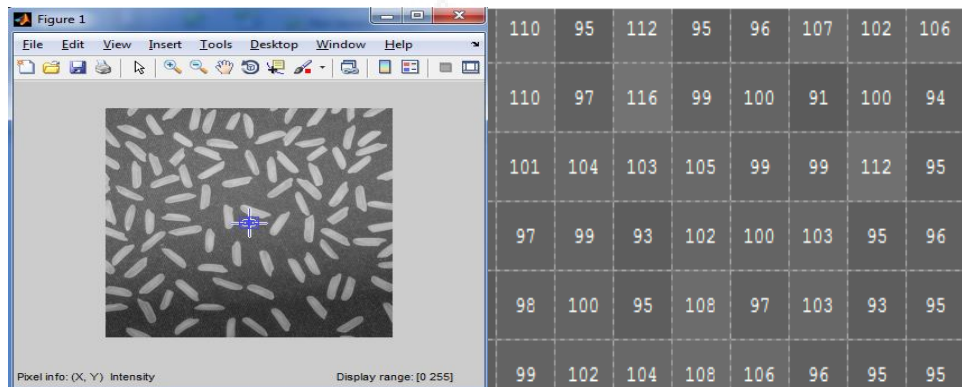 Figure 1
File Edit View Insert Tools Desktop Window Help
Pixel info: (X, Y) Intensity Display range: [0 255]
110 95 112 95 96 107 102 106
110 97 116 99 100 91 100 94
101 104 103 105 99 99 112 95
97 99 93 102 100 103 95 96
98 100 95 108 97 103 93 95
99 102 104 108 106 96 95 95